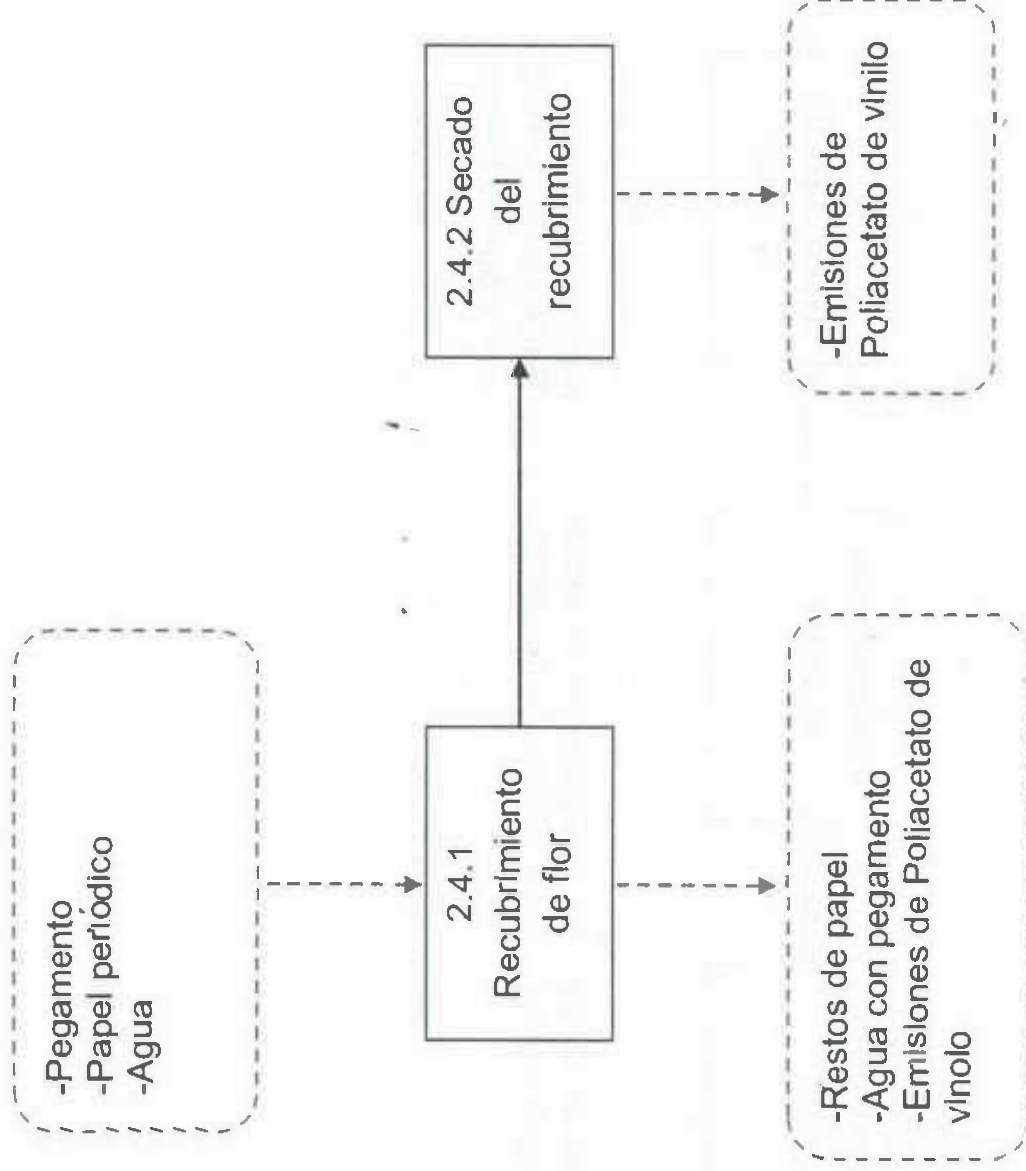 -Pegamento
-Papel periódico
-Agua
2.4.1
Recubrimiento
de flor
2.4.2 Secado
del
recubrimiento
-Restos de papel
-Agua con pegamento
-Emisiones de Poliacetato de
vinolo
-Emisiones de
Poliacetato de vinilo